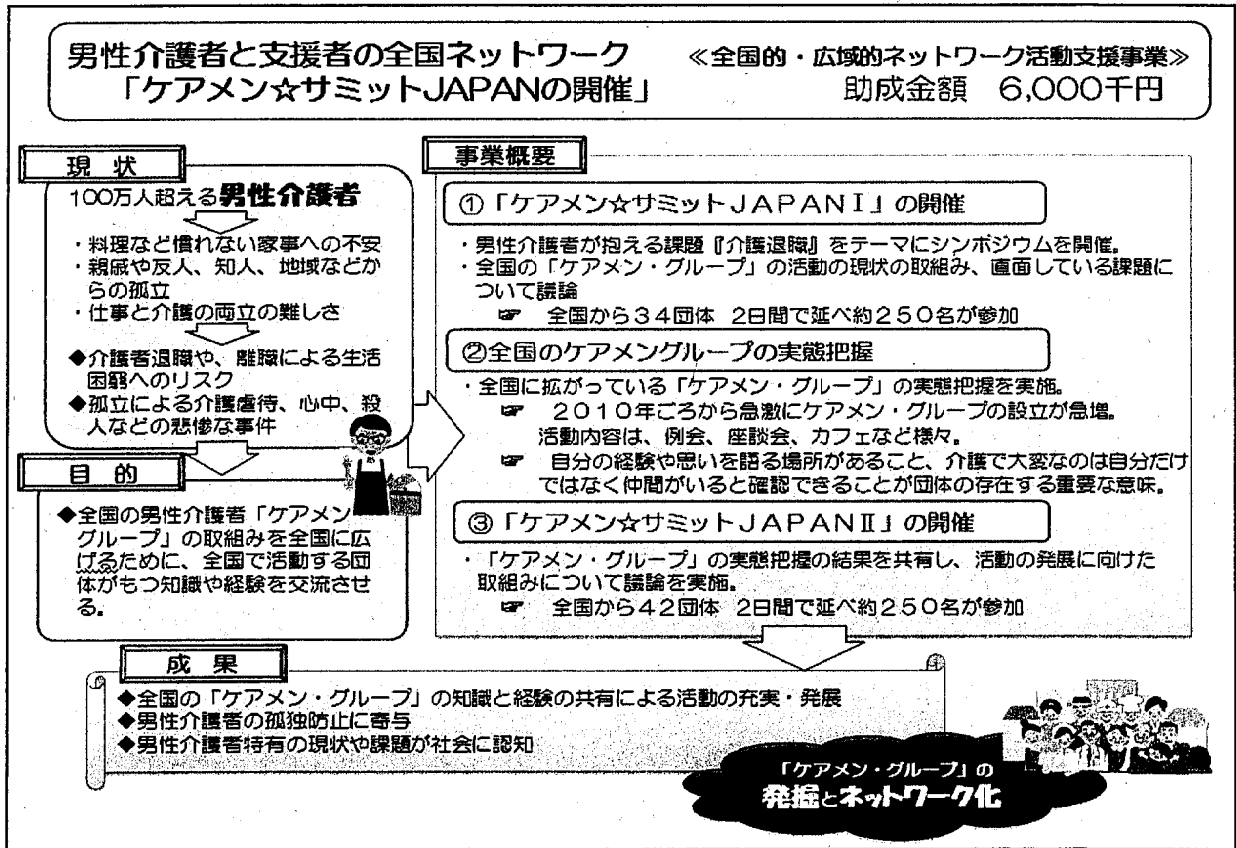 男性介護者と支援者の全国ネットワーク
「ケアメン☆サミットJAPANの開催」
≪全国的・広域的ネットワーク活動支援事業≫
助成金額 6,000千円
現 状
100万人超える男性介護者
・料理など慣れない家事への不安
・親戚や友人、知人、地域などか
らの孤立
・仕事と介護の両立の難しさ
◆介護者退職や、離職による生活
困窮へのリスク
◆孤立による介護虐待、心中、殺
人などの悲惨な事件
目 的
◆全国の男性介護者「ケアメン
グループ」の取組みを全国に広
げるために、全国で活動する団
体がもつ知識や経験を交流させ
る。
事業概要
①「ケアメン☆サミットJAPANⅠ」の開催
・男性介護者が抱える課題『介護退職』をテーマにシンポジウムを開催。
・全国の「ケアメン・グループ」の活動の現状の取組み、直面している課題に
ついて議論
☞ 全国から34団体 2日間で延べ約250名が参加
②全国のケアメングループの実態把握
・全国に拡がっている「ケアメン・グループ」の実態把握を実施。
☞ 2010年ごろから急激にケアメン・グループの設立が急増。
活動内容は、例会、座談会、カフェなど様々。
☞ 自分の経験や思いを語る場所があること、介護で大変なのは自分だけ
ではなく仲間がいると確認できることが団体の存在する重要な意味。
③「ケアメン☆サミットJAPANⅡ」の開催
・「ケアメン・グループ」の実態把握の結果を共有し、活動の発展に向けた
取組みについて議論を実施。
☞ 全国から42団体 2日間で延べ約250名が参加
成 果
◆全国の「ケアメン・グループ」の知識と経験の共有による活動の充実・発展
◆男性介護者の孤独防止に寄与
◆男性介護者特有の現状や課題が社会に認知
「ケアメン・グループ」の
発掘とネットワーク化